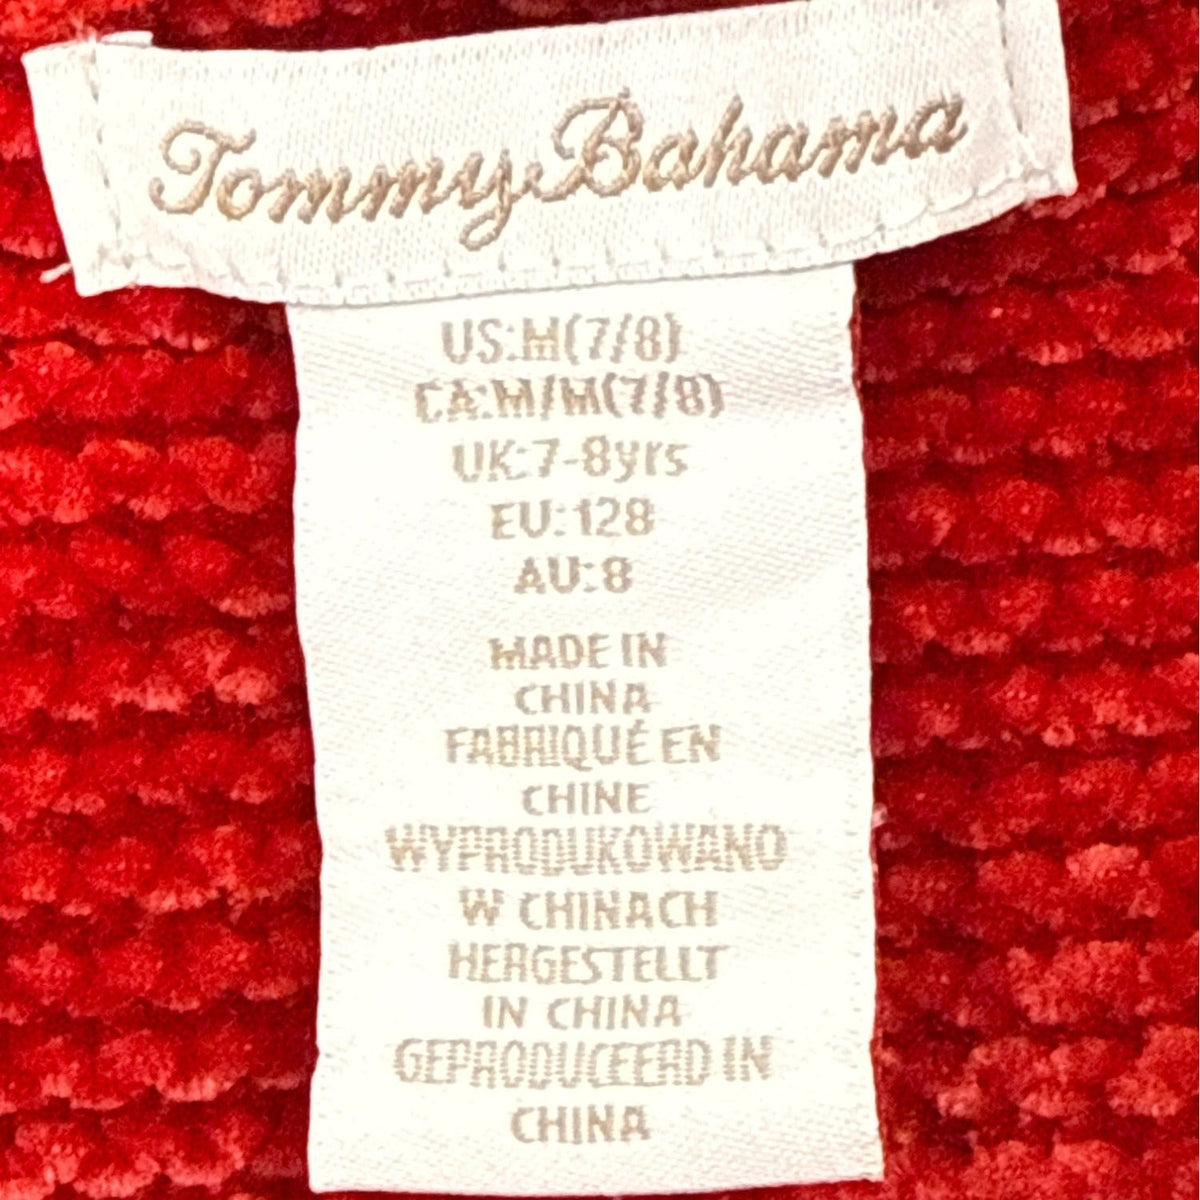 Tommy Bahama
US:M(7/8)
CA:M/M(7/8)
UK:7-8yrs
EU:128
AU:8
MADE IN
CHINA
FABRIQUÉ EN
CHINE
WYPRODUKOWANO
W CHINACH
HERGESTELLT
IN CHINA
GEPRODUCEERD IN
CHINA